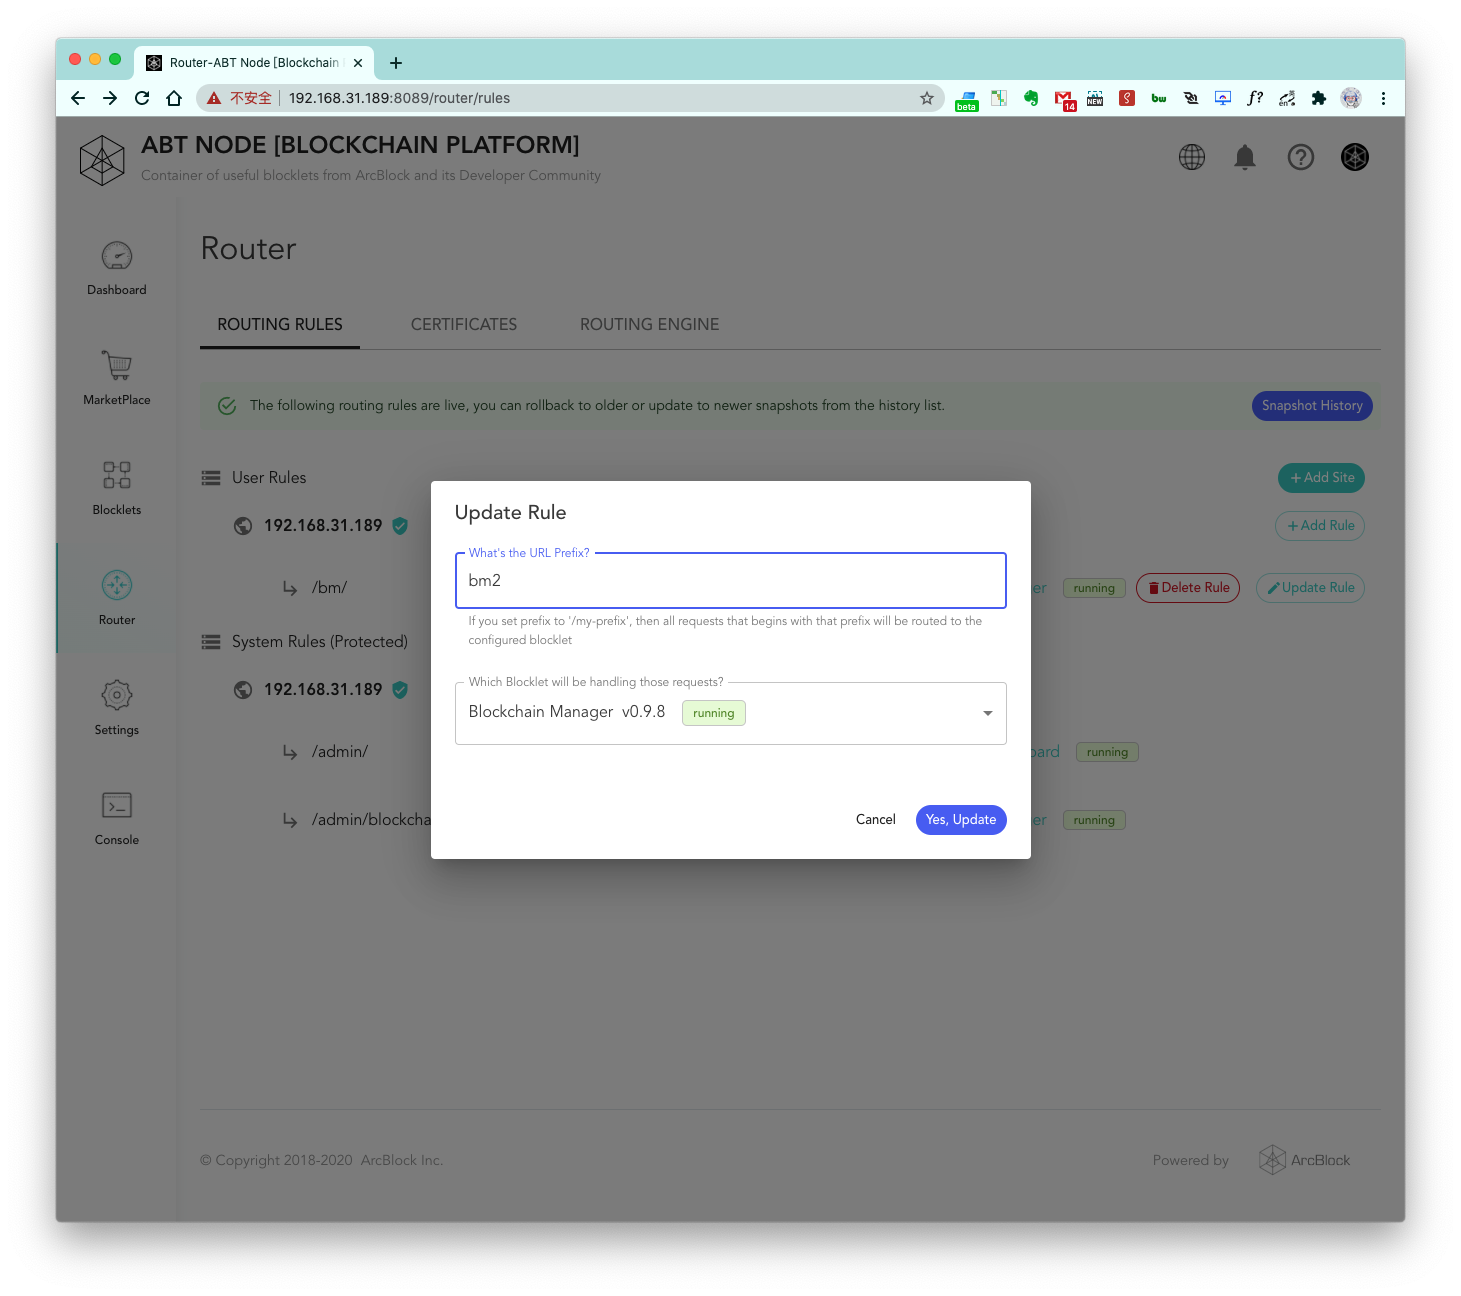 Router-ABT Node [Blockchain
不安全 192.168.31.189:8089/router/rules
beta
14
NEW
bw
f?
en
ABT NODE [BLOCKCHAIN PLATFORM]
Container of useful blocklets from ArcBlock and its Developer Community
Dashboard
MarketPlace
Blocklets
Router
Settings
Console
Router
ROUTING RULES CERTIFICATES ROUTING ENGINE
The following routing rules are live, you can rollback to older or update to newer snapshots from the history list. Snapshot History
User Rules + Add Site
192.168.31.189 + Add Rule
/bm/ er running Delete Rule Update Rule
System Rules (Protected)
192.168.31.189
/admin/ oard running
/admin/blockcha er running
Update Rule
What's the URL Prefix?
bm2
If you set prefix to '/my-prefix', then all requests that begins with that prefix will be routed to the
configured blocklet
Which Blocklet will be handling those requests?
Blockchain Manager v0.9.8 running
Cancel Yes, Update
© Copyright 2018-2020 ArcBlock Inc. Powered by ArcBlock